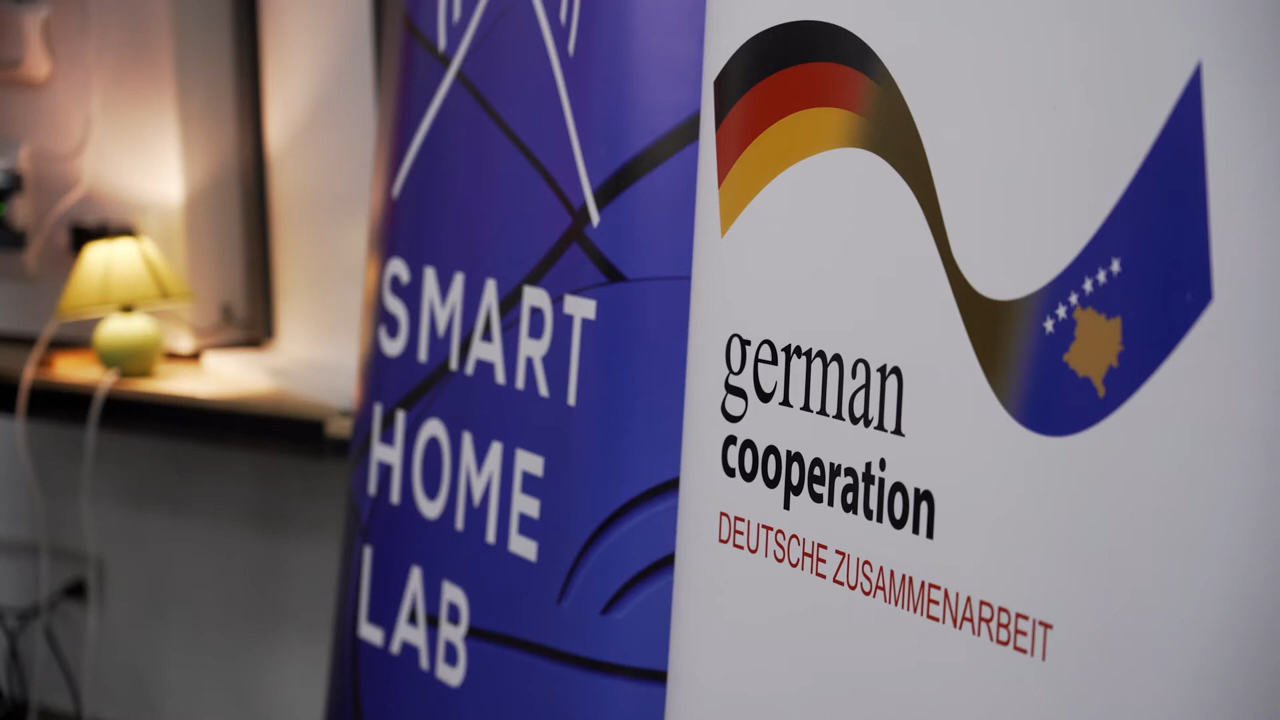 SMART
HOME
LAB
german
cooperation
DEUTSCHE ZUSAMMENARBEIT